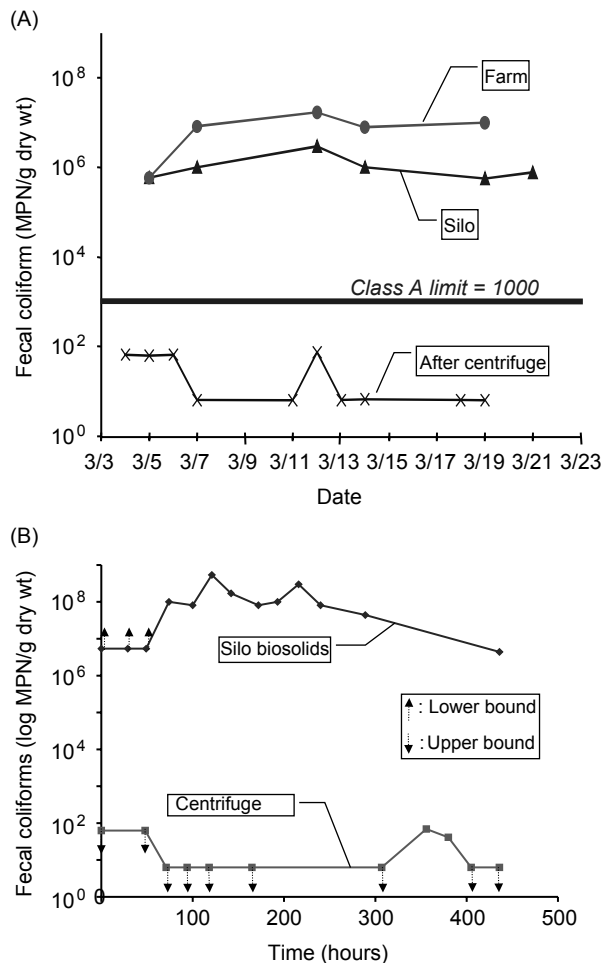 (A)
Fecal coliform (MPN/g dry wt)
10^8
10^6
10^4
10^2
10^0
Farm
Silo
Class A limit = 1000
After centrifuge
3/3 3/5 3/7 3/9 3/11 3/13 3/15 3/17 3/19 3/21 3/23
Date
(B)
Fecal coliforms (log MPN/g dry wt)
10^8
10^6
10^4
10^2
10^0
Silo biosolids
: Lower bound
: Upper bound
Centrifuge
0 100 200 300 400 500
Time (hours)